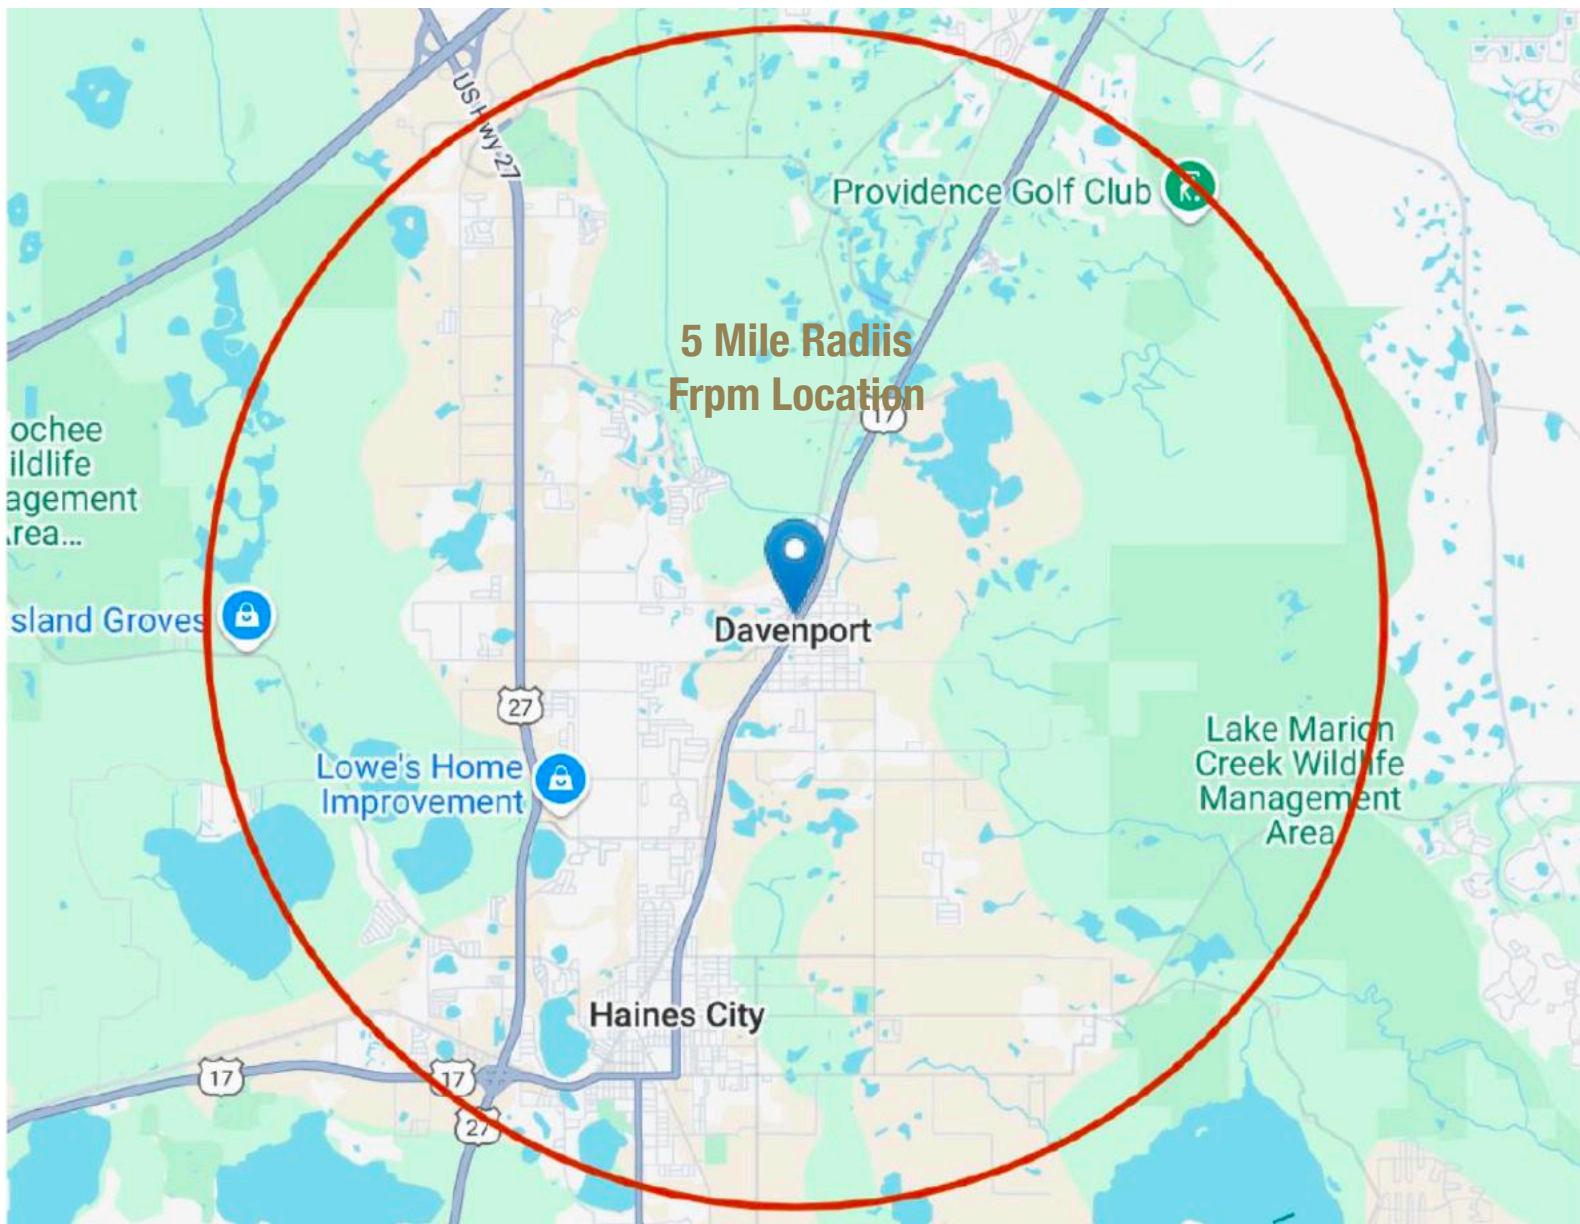 US Hwy 27
Providence Golf Club
5 Mile Radiis
Frpm Location
17
ochee
ildlife
agement
rea...
sland Groves
Davenport
27
Lowe's Home
Improvement
Lake Marion
Creek Wildlife
Management
Area
Haines City
17
17
27